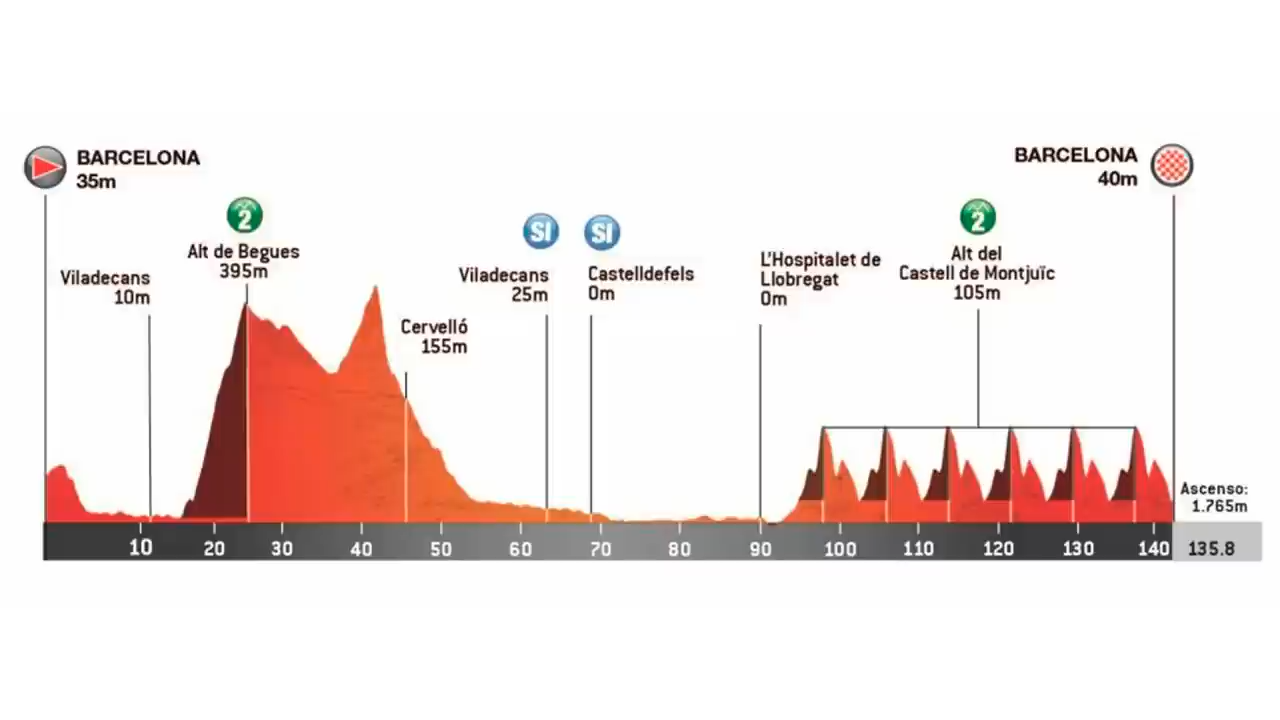 BARCELONA
35m
BARCELONA
40m
2
Alt de Begues
395m
Viladecans
10m
Cervelló
155m
SI
Viladecans
25m
SI
Castelldefels
0m
L'Hospitalet de
Llobregat
0m
2
Alt del
Castell de Montjuïc
105m
Ascenso:
1.765m
10 20 30 40 50 60 70 80 90 100 110 120 130 140 135.8